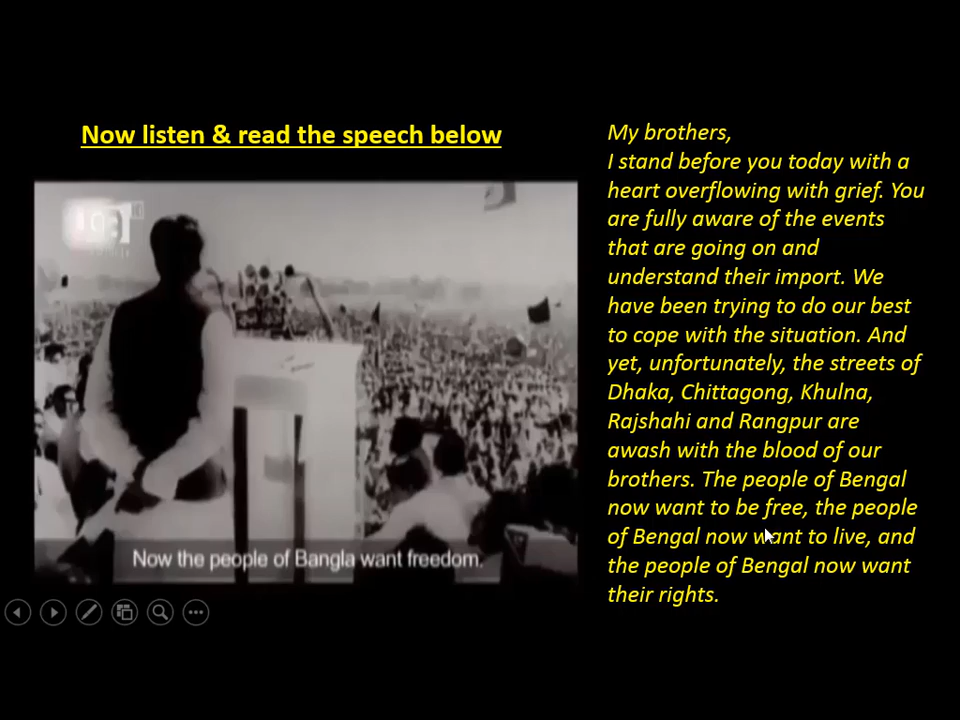 Now listen & read the speech below
Now the people of Bangla want freedom.
My brothers,
I stand before you today with a
heart overflowing with grief. You
are fully aware of the events
that are going on and
understand their import. We
have been trying to do our best
to cope with the situation. And
yet, unfortunately, the streets of
Dhaka, Chittagong, Khulna,
Rajshahi and Rangpur are
awash with the blood of our
brothers. The people of Bengal
now want to be free, the people
of Bengal now want to live, and
the people of Bengal now want
their rights.